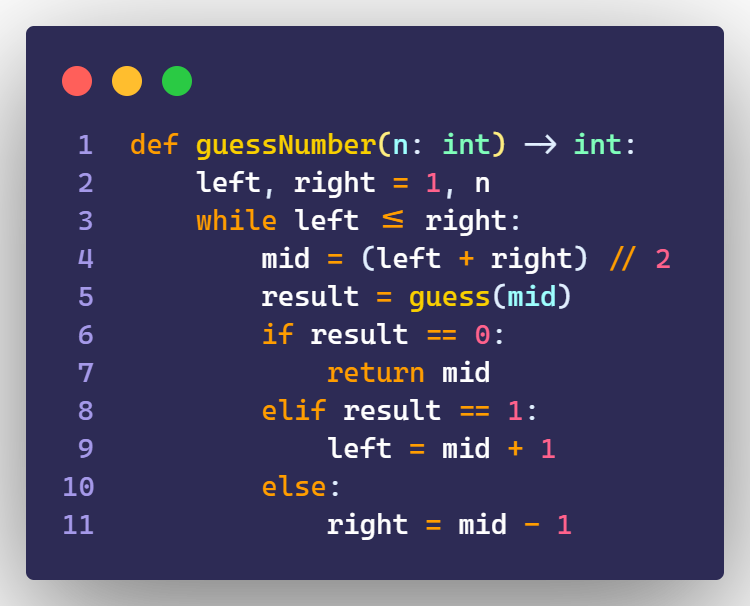 1 def guessNumber(n: int) -> int:
2     left, right = 1, n
3     while left <= right:
4         mid = (left + right) // 2
5         result = guess(mid)
6         if result == 0:
7             return mid
8         elif result == 1:
9             left = mid + 1
10         else:
11             right = mid - 1